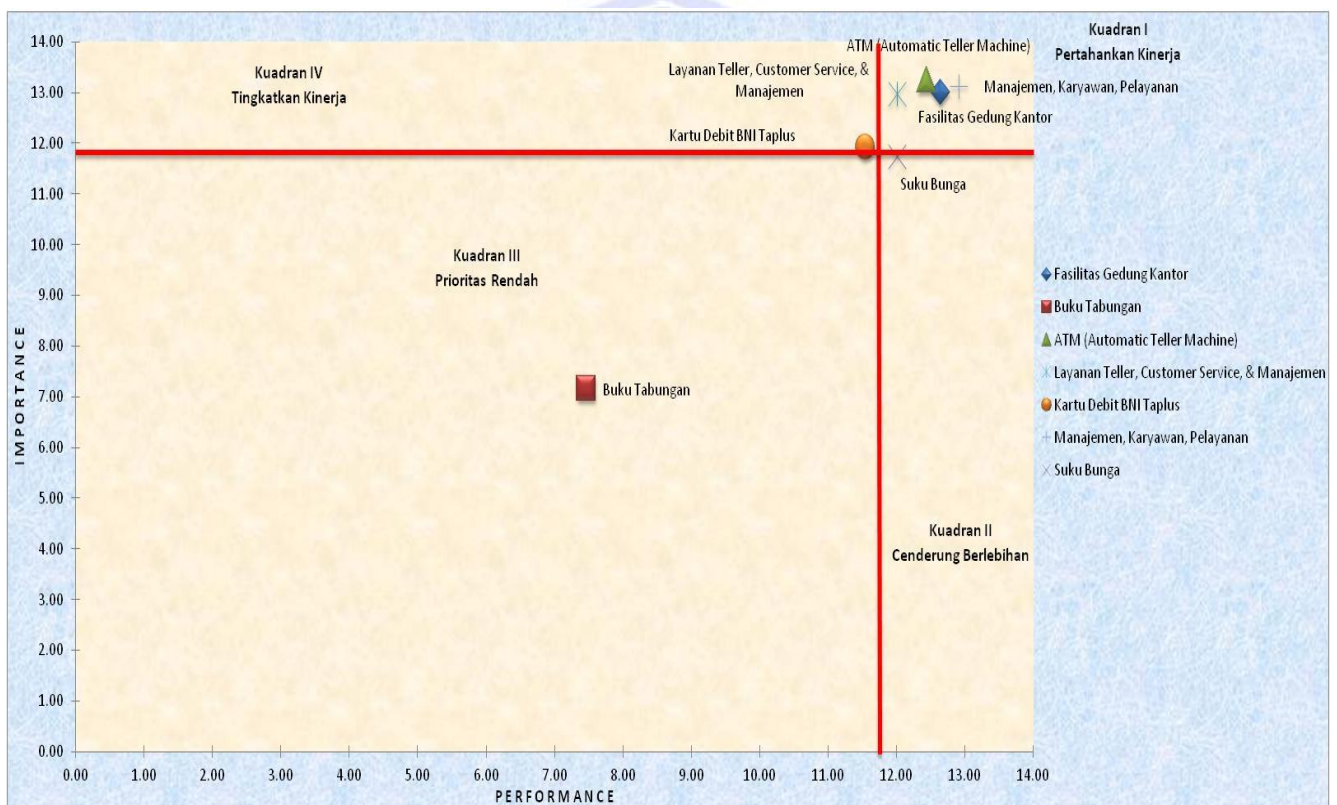 Kuadran I
Pertahankan Kinerja
ATM (Automatic Teller Machine)
Kuadran IV
Tingkatkan Kinerja
Layanan Teller, Customer Service, &
Manajemen
Manajemen, Karyawan, Pelayanan
Fasilitas Gedung Kantor
Kartu Debit BNI Taplus
Suku Bunga
Kuadran III
Prioritas Rendah
Buku Tabungan
Kuadran II
Cenderung Berlebihan
Fasilitas Gedung Kantor
Buku Tabungan
ATM (Automatic Teller Machine)
Layanan Teller, Customer Service, & Manajemen
Kartu Debit BNI Taplus
Manajemen, Karyawan, Pelayanan
Suku Bunga
IMPORTANCE
14.00
13.00
12.00
11.00
10.00
9.00
8.00
7.00
6.00
5.00
4.00
3.00
2.00
1.00
0.00
0.00 1.00 2.00 3.00 4.00 5.00 6.00 7.00 8.00 9.00 10.00 11.00 12.00 13.00 14.00
PERFORMANCE